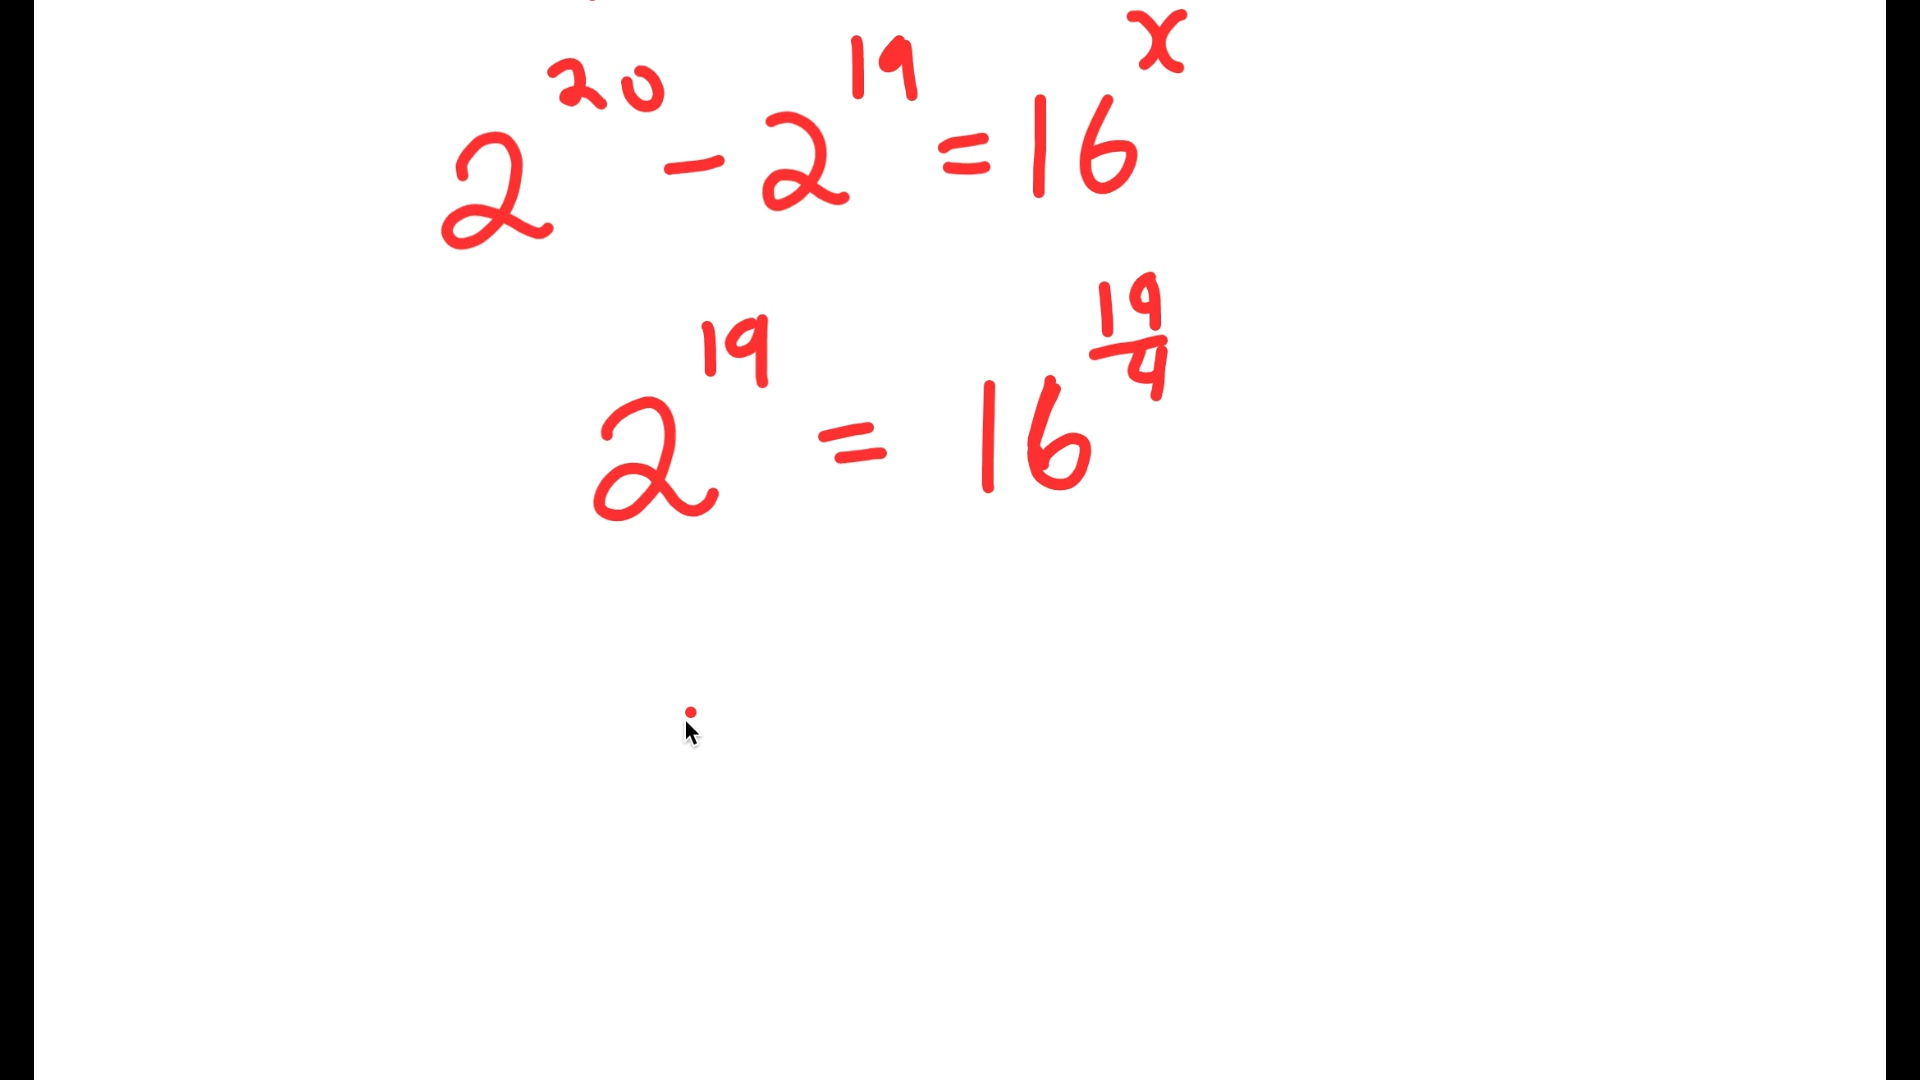 2^20 - 2^19 = 16^x
2^19 = 16^(19/4)